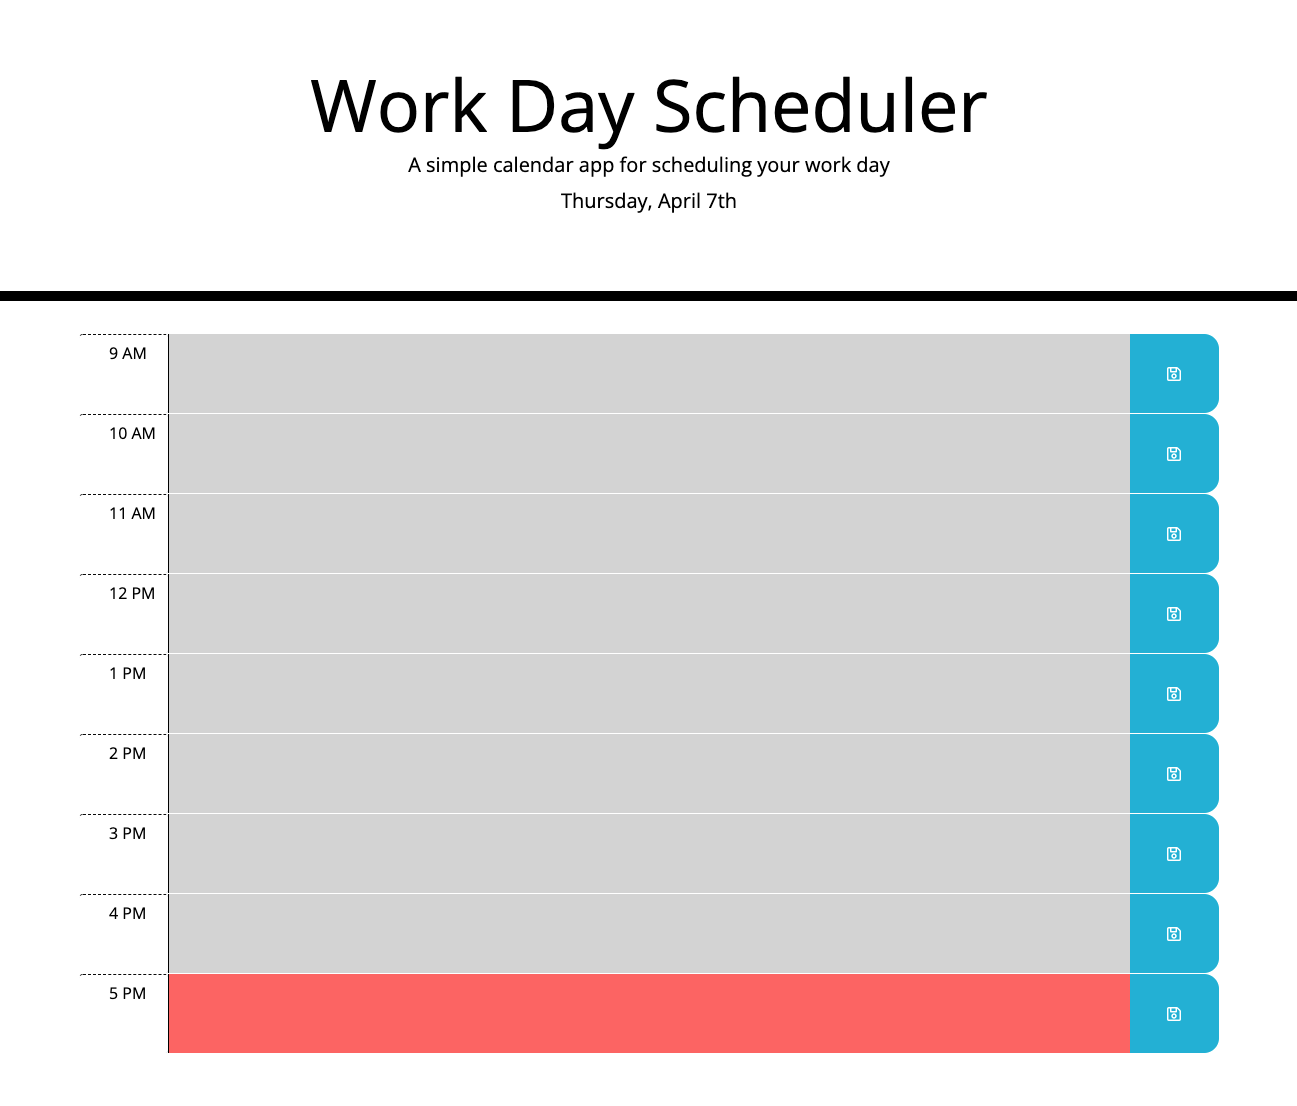 Work Day Scheduler
A simple calendar app for scheduling your work day
Thursday, April 7th
9 AM
10 AM
11 AM
12 PM
1 PM
2 PM
3 PM
4 PM
5 PM